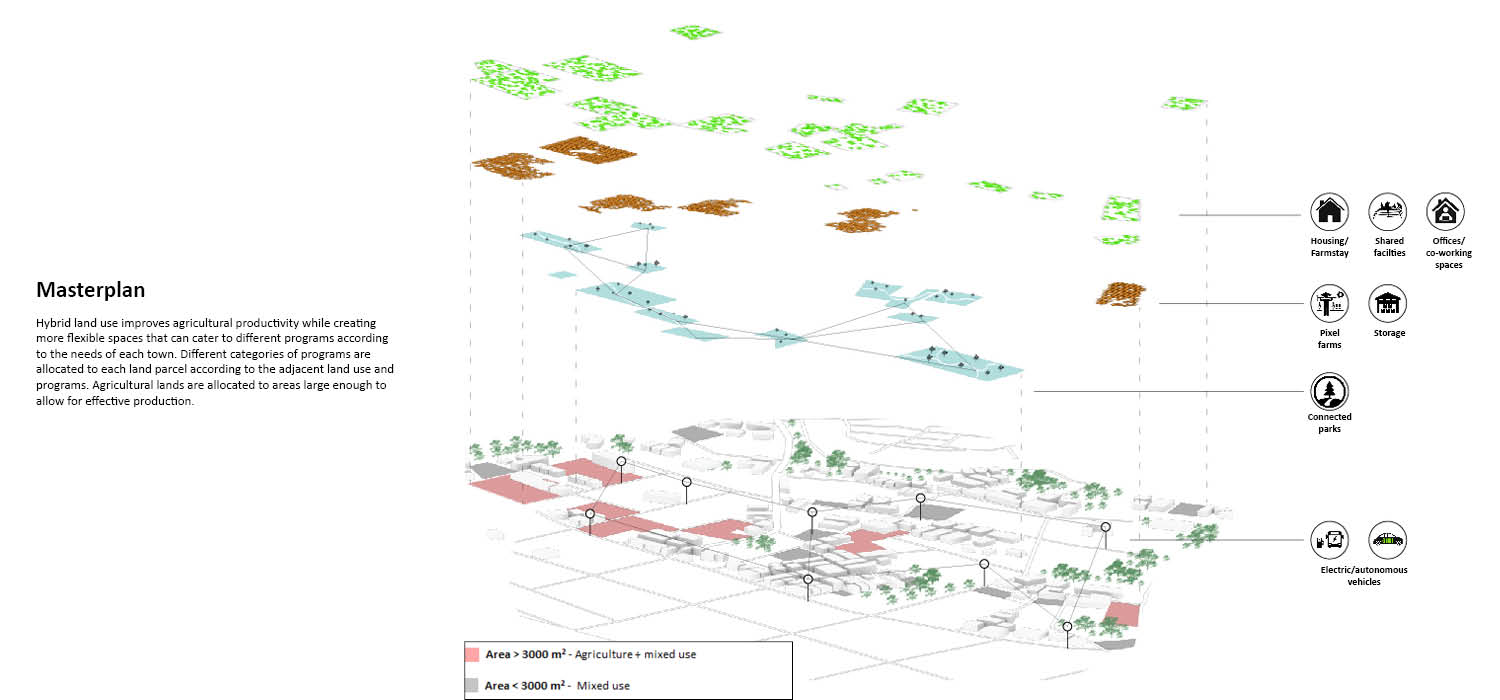 Masterplan
Hybrid land use improves agricultural productivity while creating
more flexible spaces that can cater to different programs according
to the needs of each town. Different categories of programs are
allocated to each land parcel according to the adjacent land use and
programs. Agricultural lands are allocated to areas large enough to
allow for effective production.
Housing/
Farmstay
Shared
facilties
Offices/
co-working
spaces
Pixel
farms
Storage
Connected
parks
Electric/autonomous
vehicles
Area > 3000 m² - Agriculture + mixed use
Area < 3000 m² - Mixed use